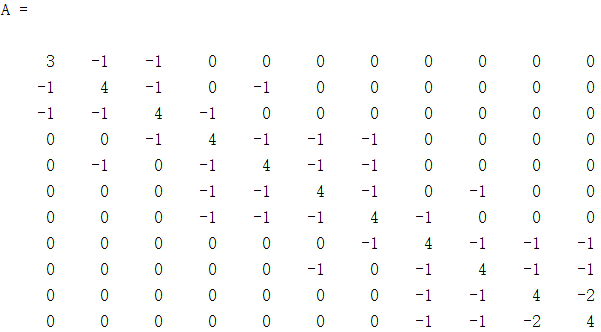 A =
3 -1 -1 0 0 0 0 0 0 0 0
-1 4 -1 0 -1 0 0 0 0 0 0
-1 -1 4 -1 0 0 0 0 0 0 0
0 0 -1 4 -1 -1 -1 0 0 0 0
0 -1 0 -1 4 -1 -1 0 0 0 0
0 0 0 -1 -1 4 -1 0 -1 0 0
0 0 0 -1 -1 -1 4 -1 0 0 0
0 0 0 0 0 0 -1 4 -1 -1 -1
0 0 0 0 0 -1 0 -1 4 -1 -1
0 0 0 0 0 0 0 -1 -1 4 -2
0 0 0 0 0 0 0 -1 -1 -2 4